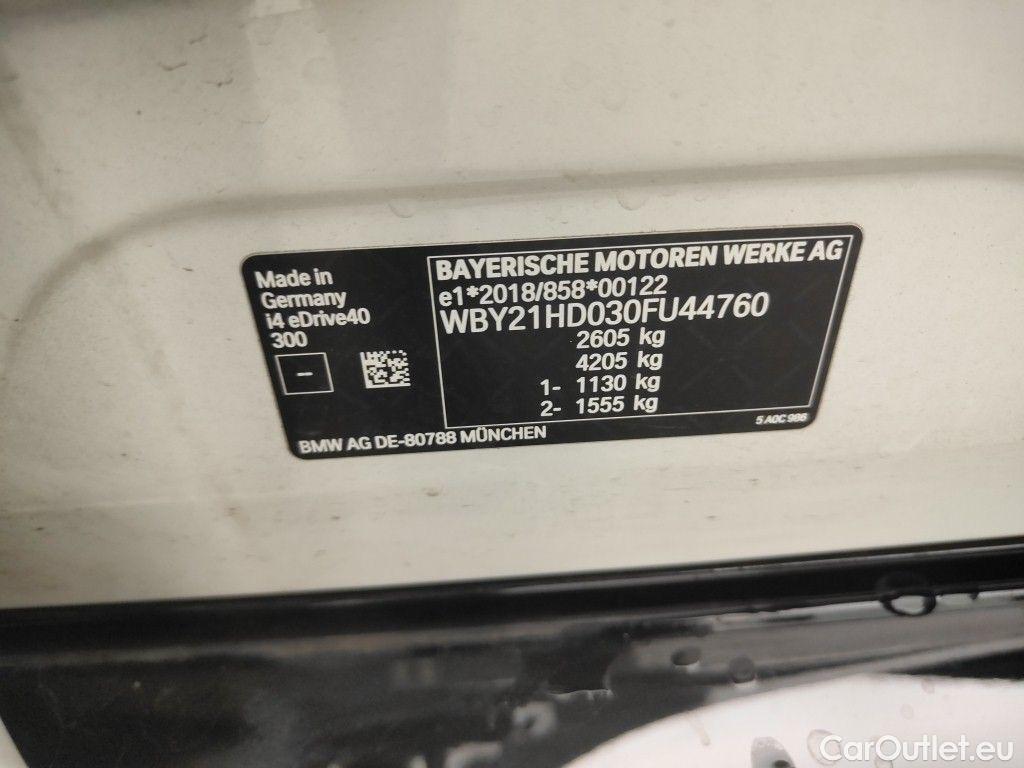 Made in
Germany
i4 eDrive40
300
-
BAYERISCHE MOTOREN WERKE AG
e1*2018/858*00122
WBY21HD030FU44760
2605 kg
4205 kg
1- 1130 kg
2- 1555 kg
BMW AG DE-80788 MÜNCHEN
5 A0C 986
CarOutlet.eu